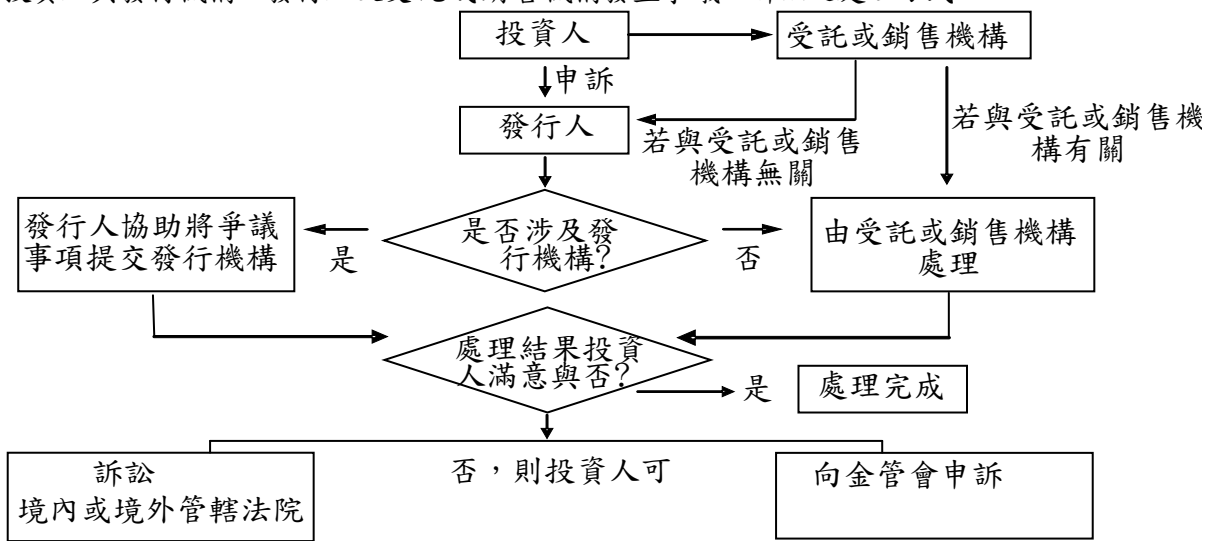 投資人
受託或銷售機構
申訴
發行人
若與受託或銷售
機構無關
若與受託或銷售機
構有關
發行人協助將爭議
事項提交發行機構
是
是否涉及發
行機構?
否
由受託或銷售機構
處理
處理結果投資
人滿意與否?
是
處理完成
訴訟
境內或境外管轄法院
否，則投資人可
向金管會申訴